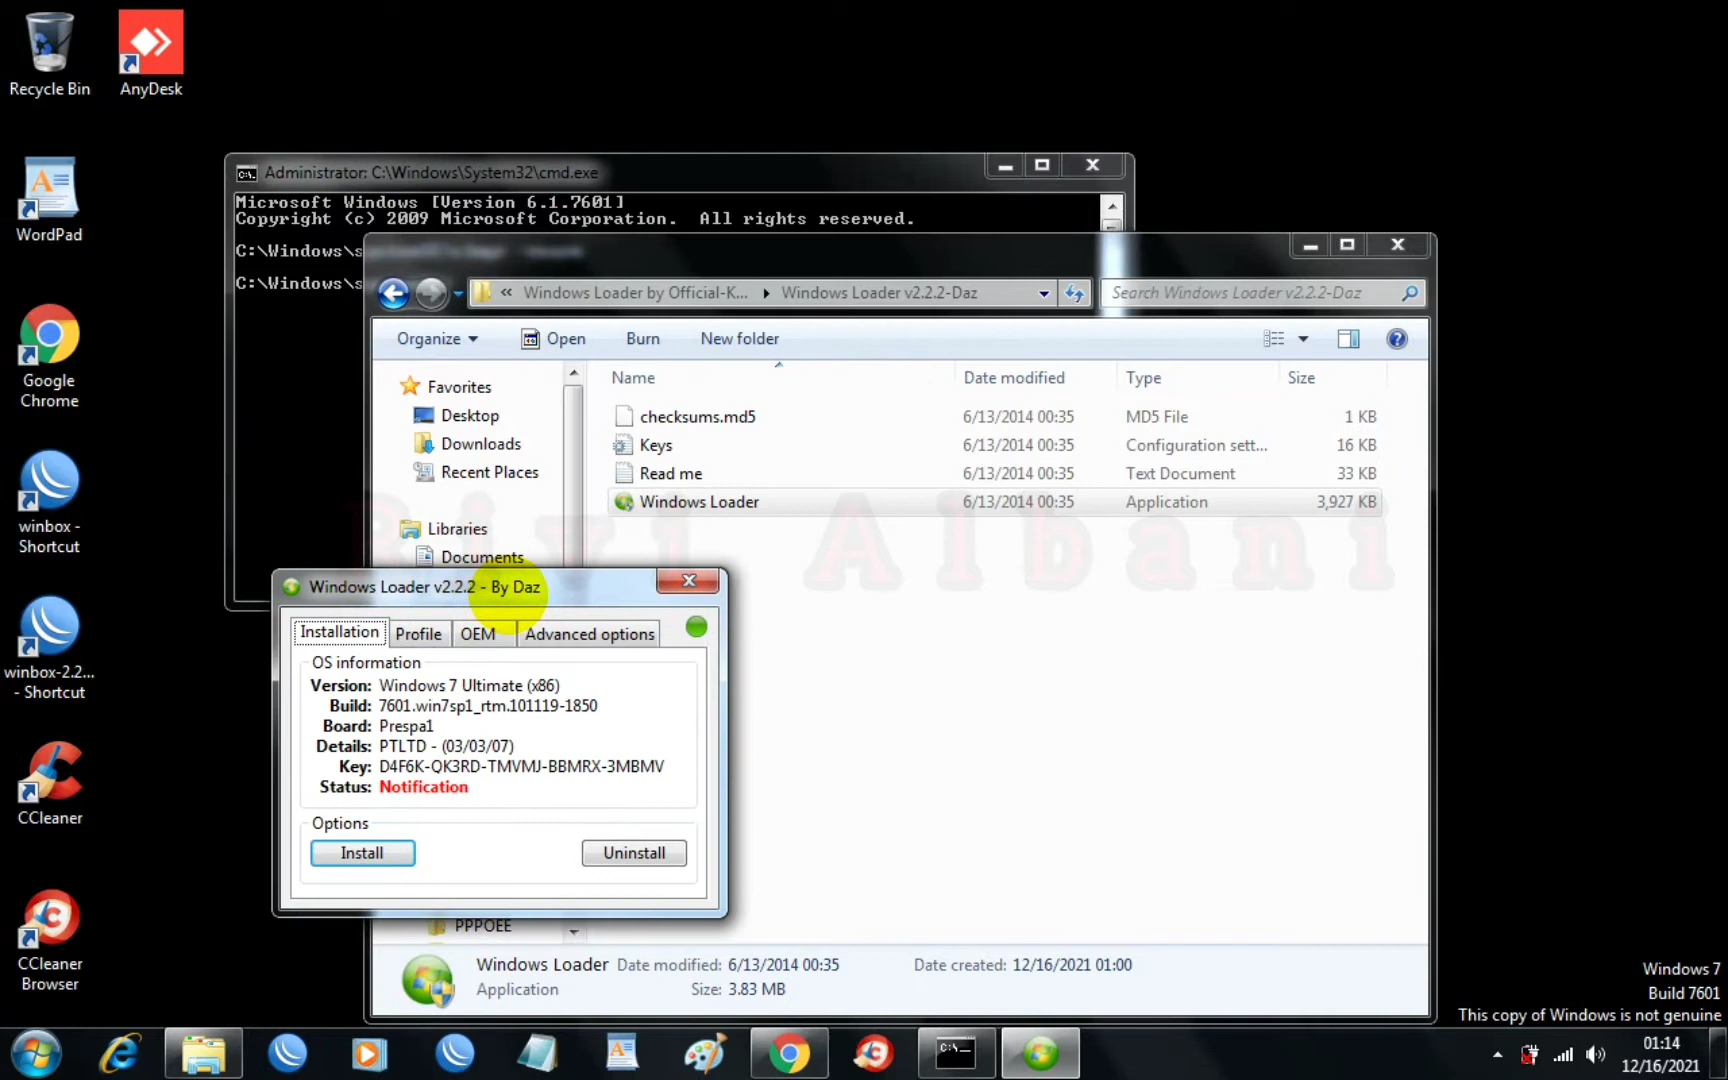 Recycle Bin
AnyDesk
WordPad
Google
Chrome
winbox -
Shortcut
winbox-2.2...
- Shortcut
CCleaner
CCleaner
Browser
Administrator: C:\Windows\System32\cmd.exe
Microsoft Windows [Version 6.1.7601]
Copyright (c) 2009 Microsoft Corporation.  All rights reserved.
C:\Windows\s
C:\Windows\s
« Windows Loader by Official-K... Windows Loader v2.2.2-Daz
Search Windows Loader v2.2.2-Daz
Organize Open Burn New folder
Favorites
Desktop
Downloads
Recent Places
Libraries
Documents
PPPOEE
Name Date modified Type Size
checksums.md5 6/13/2014 00:35 MD5 File 1 KB
Keys 6/13/2014 00:35 Configuration sett... 16 KB
Read me 6/13/2014 00:35 Text Document 33 KB
Windows Loader 6/13/2014 00:35 Application 3,927 KB
Albani
Windows Loader v2.2.2 - By Daz
Installation Profile OEM Advanced options
OS information
Version: Windows 7 Ultimate (x86)
Build: 7601.win7sp1_rtm.101119-1850
Board: Prespa1
Details: PTLTD - (03/03/07)
Key: D4F6K-QK3RD-TMVMJ-BBMRX-3MBMV
Status: Notification
Options
Install Uninstall
Windows Loader Date modified: 6/13/2014 00:35 Date created: 12/16/2021 01:00
Application Size: 3.83 MB
Windows 7
Build 7601
This copy of Windows is not genuine
01:14
12/16/2021